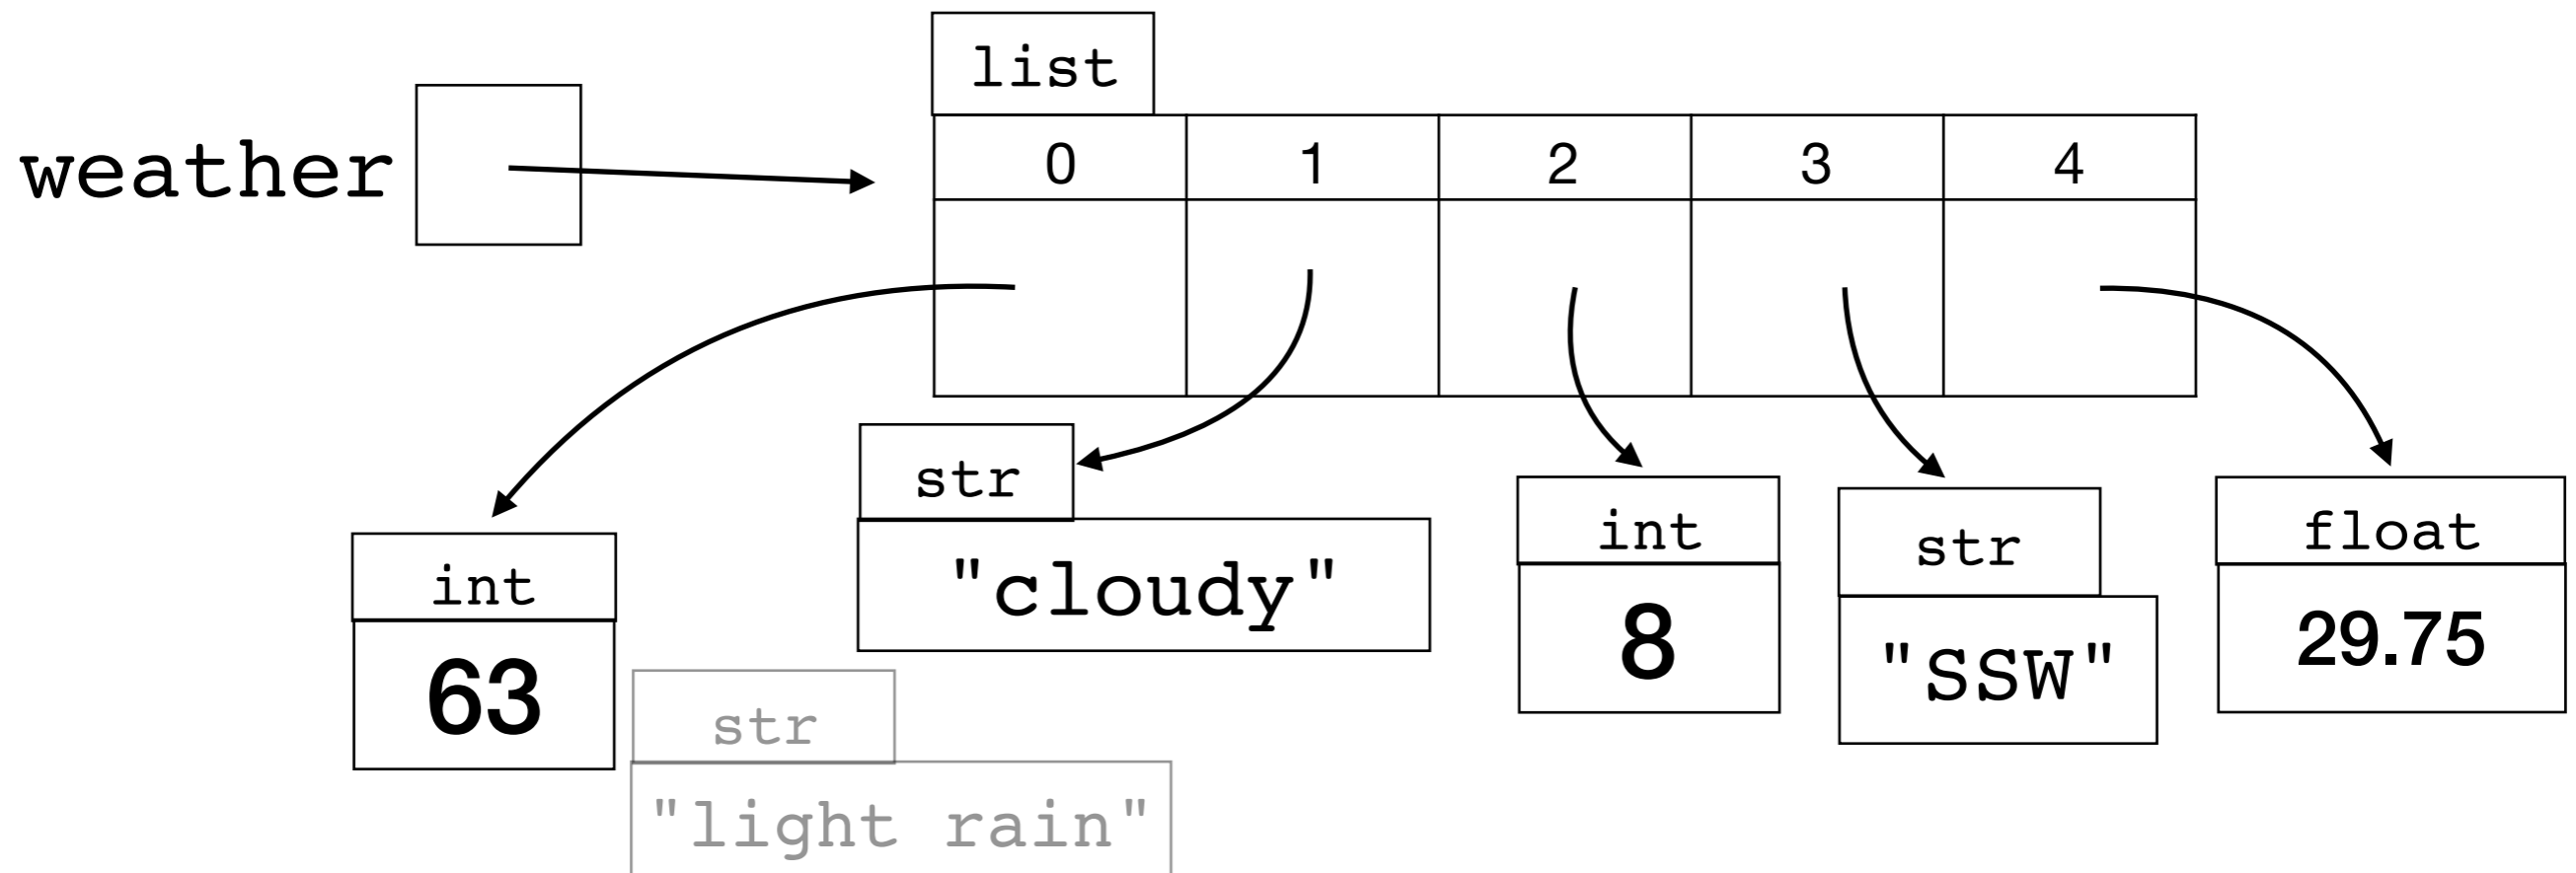 list
weather
0 1 2 3 4
int
63
str
"cloudy"
int
8
str
"SSW"
float
29.75
str
"light rain"